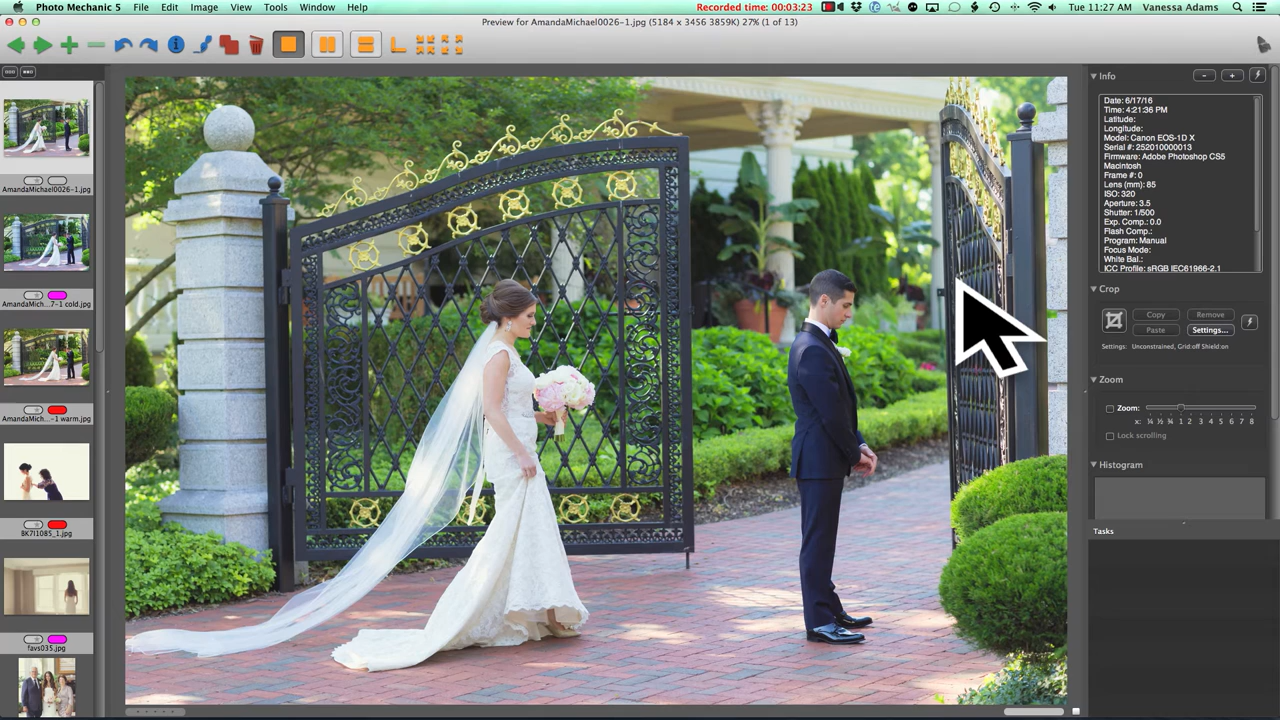 Photo Mechanic 5 File Edit Image View Tools Window Help Recorded time: 00:03:23 Tue 11:27 AM Vanessa Adams
Preview for AmandaMichael0026-1.jpg (5184 x 3456 3859K) 27% (1 of 13)
AmandaMichael0026-1.jpg
AmandaMich...7-1 cold.jpg
AmandaMich...-1 warm.jpg
BK7I1085_1.jpg
favs035.jpg
Info
Date: 6/17/16
Time: 4:21:36 PM
Latitude:
Longitude:
Model: Canon EOS-1D X
Serial #: 252010000013
Firmware: Adobe Photoshop CS5
Macintosh
Frame #: 0
Lens (mm): 85
ISO: 320
Aperture: 3.5
Shutter: 1/500
Exp. Comp.: 0.0
Flash Comp.:
Program: Manual
Focus Mode:
White Bal.:
ICC Profile: sRGB IEC61966-2.1
Crop
Copy Remove
Paste Settings...
Settings: Unconstrained, Grid:off Shield:on
Zoom
Zoom:
x: ¼ ½ ¾ 1 2 3 4 5 6 7 8
Lock scrolling
Histogram
Tasks